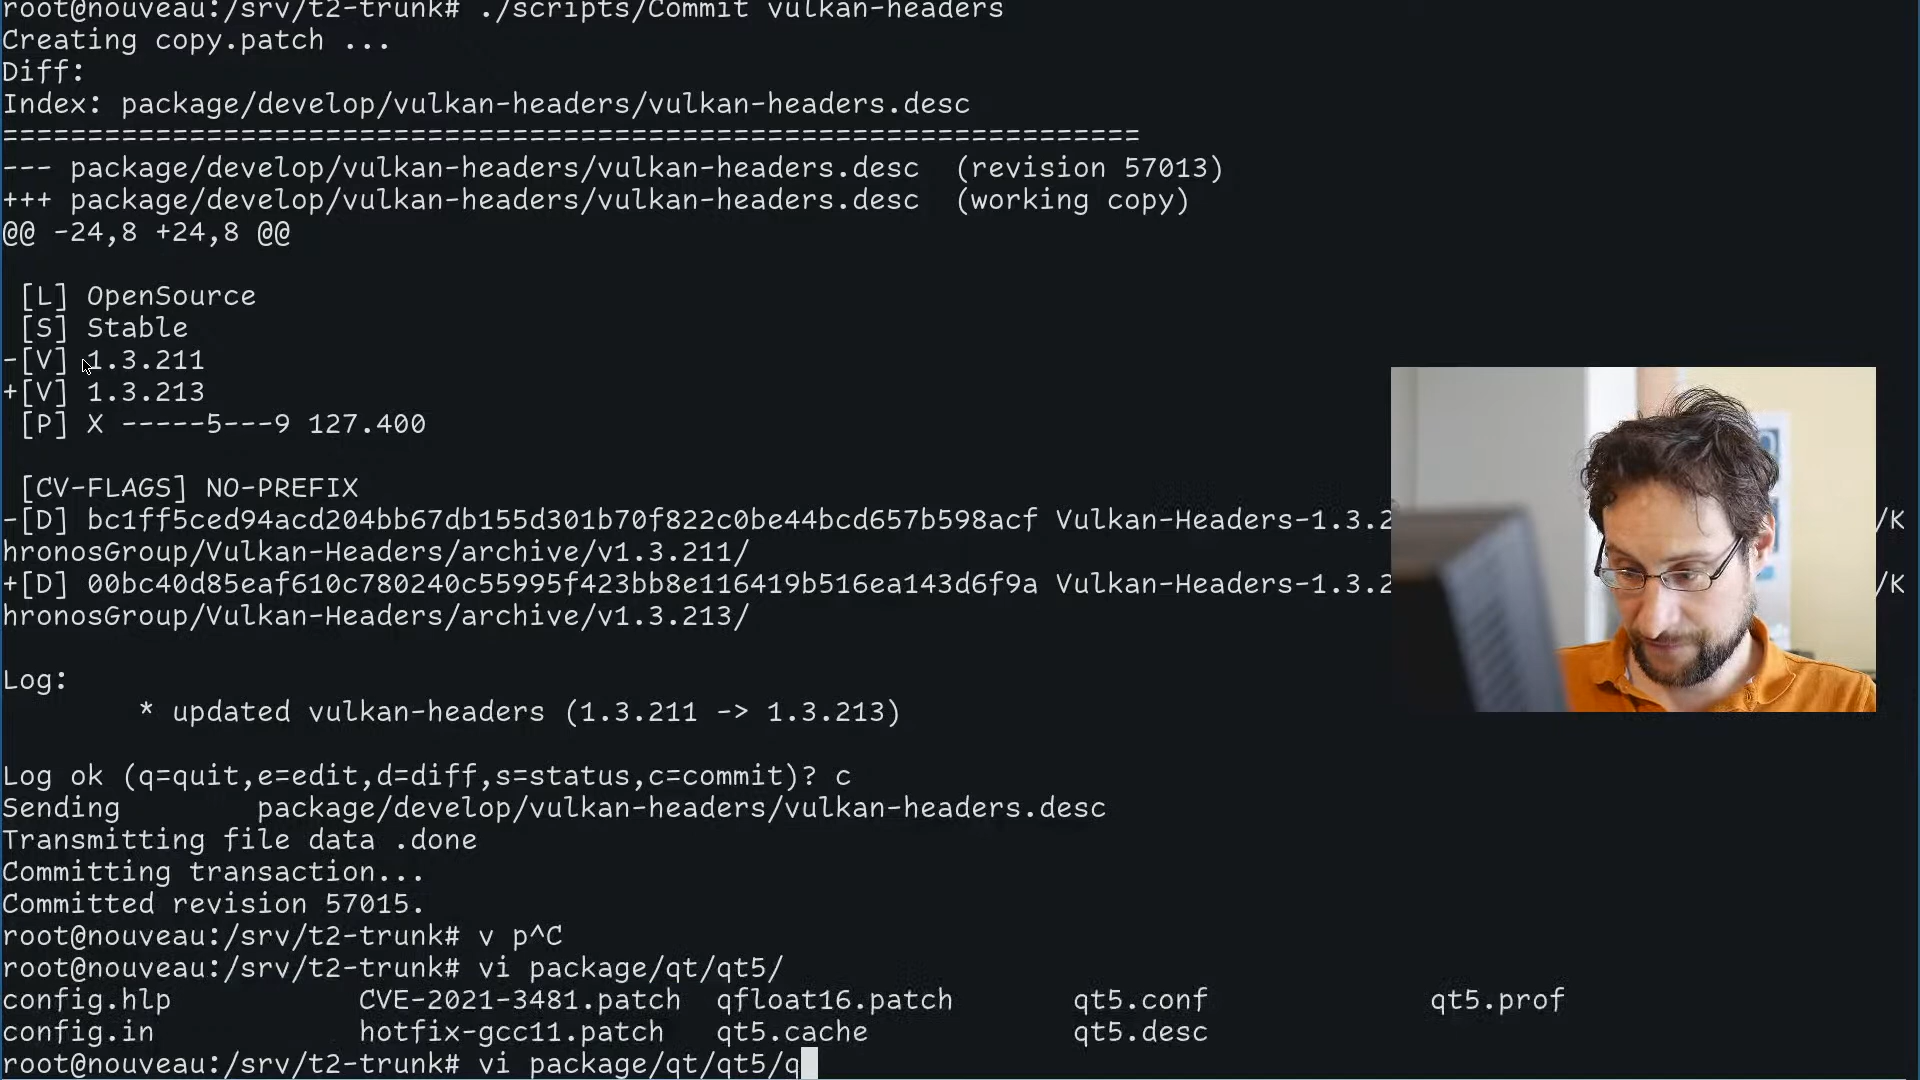 root@nouveau:/srv/t2-trunk# ./scripts/Commit vulkan-headers
Creating copy.patch ...
Diff:
Index: package/develop/vulkan-headers/vulkan-headers.desc
===================================================================
--- package/develop/vulkan-headers/vulkan-headers.desc  (revision 57013)
+++ package/develop/vulkan-headers/vulkan-headers.desc  (working copy)
@@ -24,8 +24,8 @@
[L] OpenSource
[S] Stable
-[V] 1.3.211
+[V] 1.3.213
[P] X -----5---9 127.400
[CV-FLAGS] NO-PREFIX
-[D] bc1ff5ced94acd204bb67db155d301b70f822c0be44bcd657b598acf Vulkan-Headers-1.3.2 /K
hronosGroup/Vulkan-Headers/archive/v1.3.211/
+[D] 00bc40d85eaf610c780240c55995f423bb8e116419b516ea143d6f9a Vulkan-Headers-1.3.2 /K
hronosGroup/Vulkan-Headers/archive/v1.3.213/
Log:
* updated vulkan-headers (1.3.211 -> 1.3.213)
Log ok (q=quit,e=edit,d=diff,s=status,c=commit)? c
Sending        package/develop/vulkan-headers/vulkan-headers.desc
Transmitting file data .done
Committing transaction...
Committed revision 57015.
root@nouveau:/srv/t2-trunk# v p^C
root@nouveau:/srv/t2-trunk# vi package/qt/qt5/
config.hlp           CVE-2021-3481.patch  qfloat16.patch       qt5.conf             qt5.prof
config.in            hotfix-gcc11.patch   qt5.cache            qt5.desc
root@nouveau:/srv/t2-trunk# vi package/qt/qt5/q